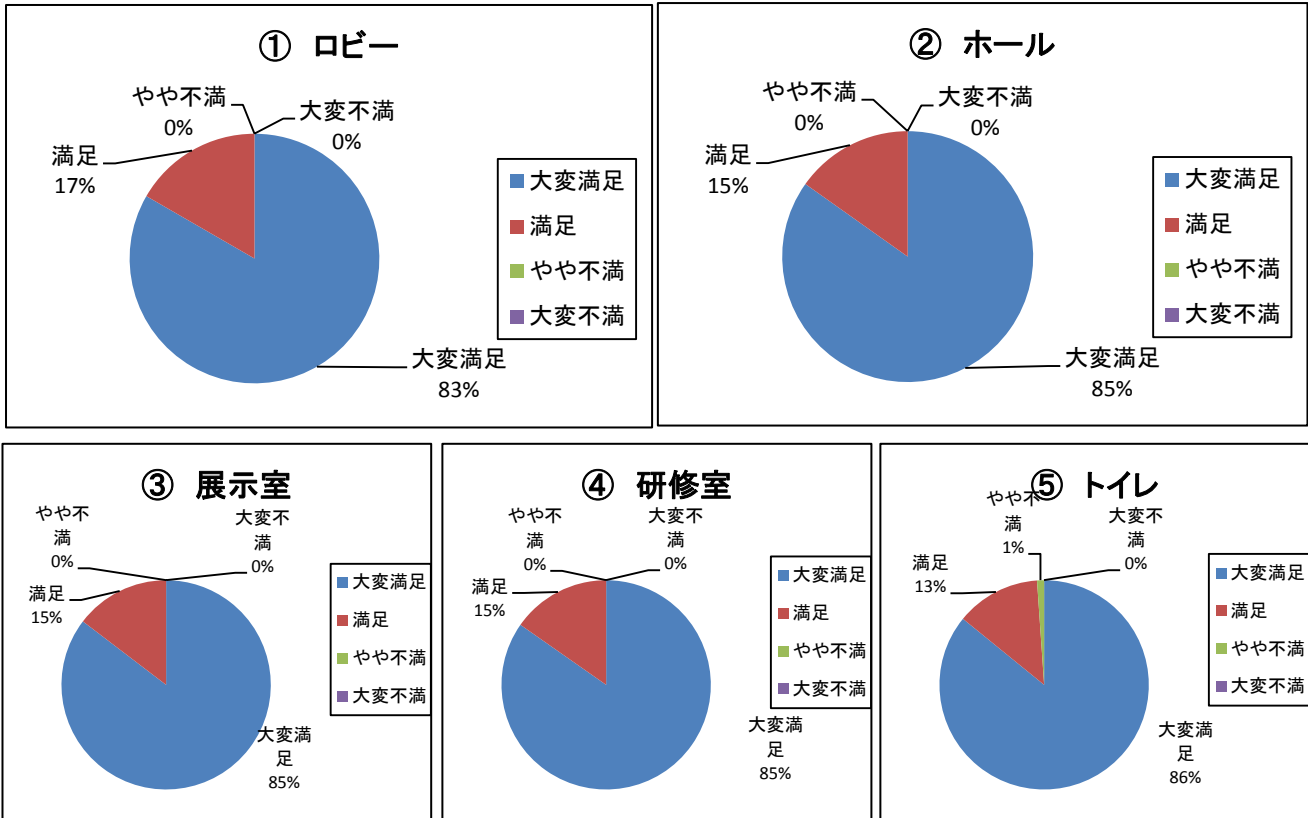 ① ロビー
やや不満
0%
大変不満
0%
満足
17%
大変満足
83%
大変満足
満足
やや不満
大変不満
② ホール
やや不満
0%
大変不満
0%
満足
15%
大変満足
85%
大変満足
満足
やや不満
大変不満
③ 展示室
やや不
満
0%
大変不
満
0%
満足
15%
大変満
足
85%
大変満足
満足
やや不満
大変不満
④ 研修室
やや不
満
0%
大変不
満
0%
満足
15%
大変満
足
85%
大変満足
満足
やや不満
大変不満
⑤ トイレ
やや不
満
1%
大変不
満
0%
満足
13%
大変満
足
86%
大変満足
満足
やや不満
大変不満